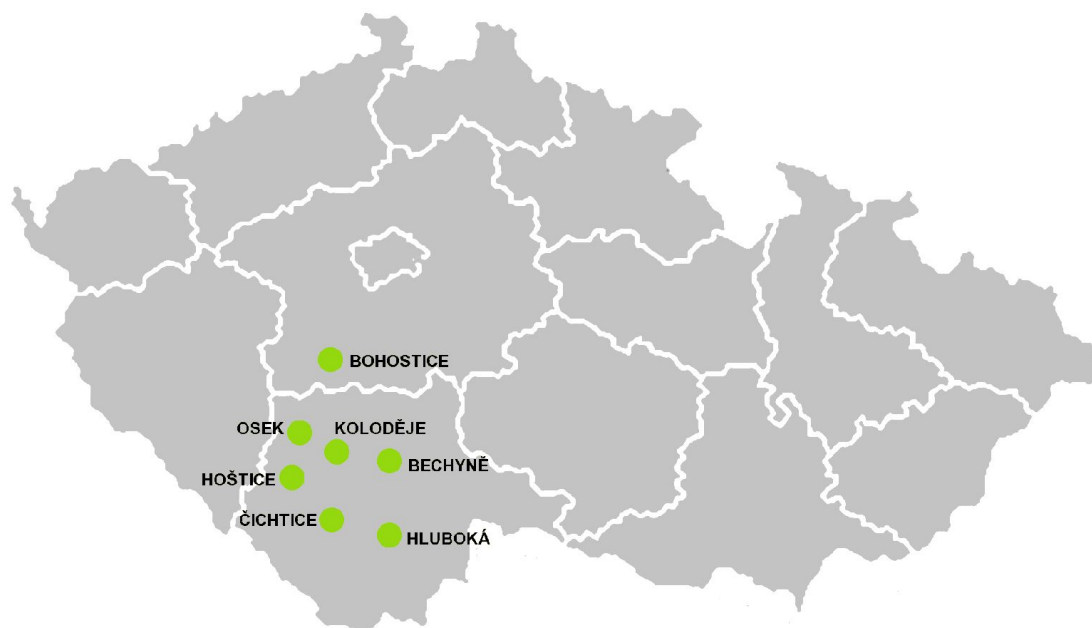 BOHOSTICE
OSEK
KOLODĚJE
BECHYNĚ
HOŠTICE
ČICHTICE
HLUBOKÁ